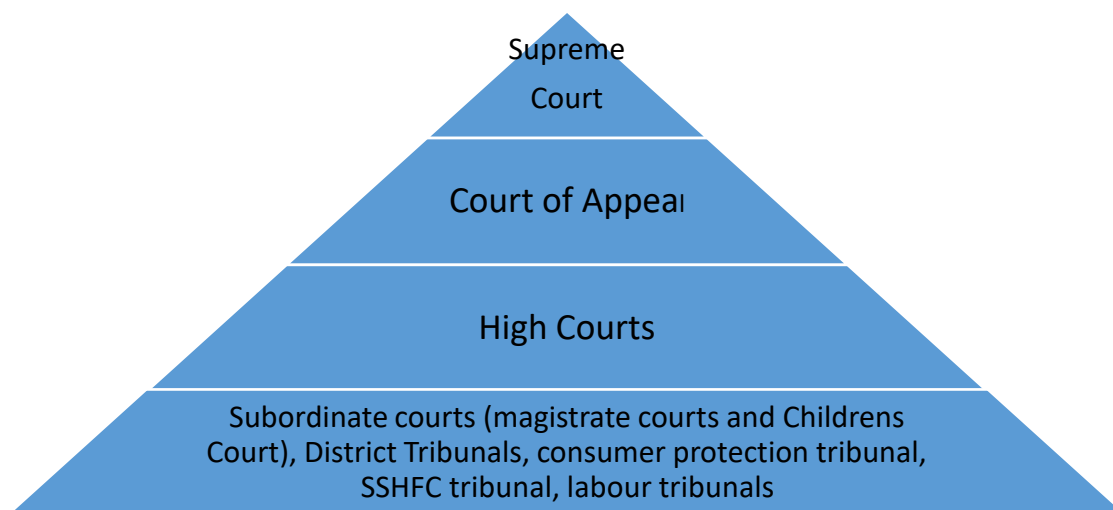 Supreme
Court
Court of Appeal
High Courts
Subordinate courts (magistrate courts and Childrens
Court), District Tribunals, consumer protection tribunal,
SSHFC tribunal, labour tribunals